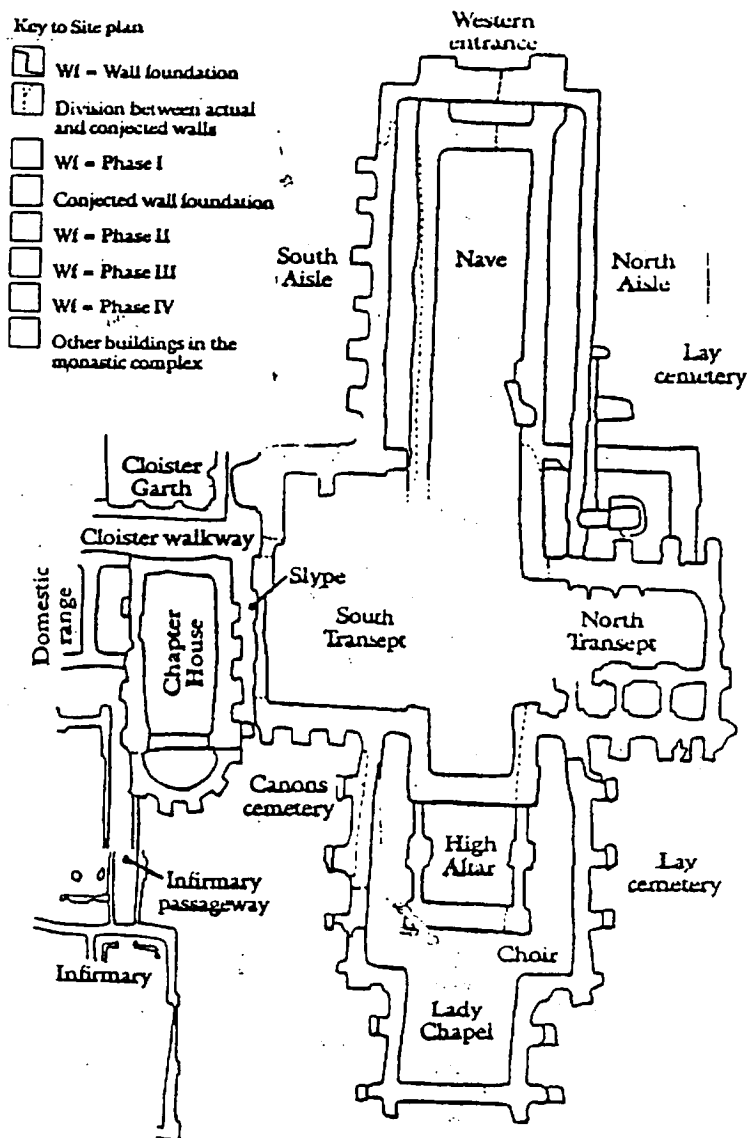 Key to Site plan
Wf = Wall foundation
Division between actual
and conjected walls
Wf = Phase I
Conjected wall foundation
Wf = Phase II
Wf = Phase III
Wf = Phase IV
Other buildings in the
monastic complex
Western
entrance
South
Aisle
Nave
North
Aisle
Lay
cemetery
Cloister
Garth
Cloister walkway
Slype
Domestic
range
Chapter
House
South
Transept
North
Transept
Canons
cemetery
High
Altar
Lay
cemetery
Infirmary
passageway
Choir
Infirmary
Lady
Chapel